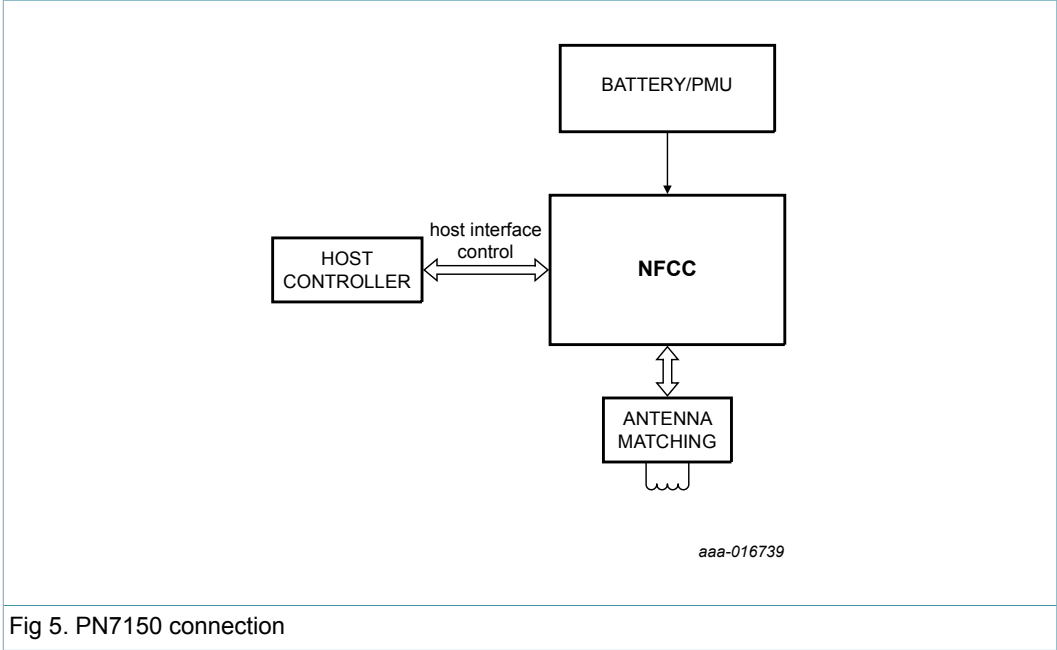 BATTERY/PMU
host interface
control
HOST
CONTROLLER
NFCC
ANTENNA
MATCHING
aaa-016739
Fig 5. PN7150 connection